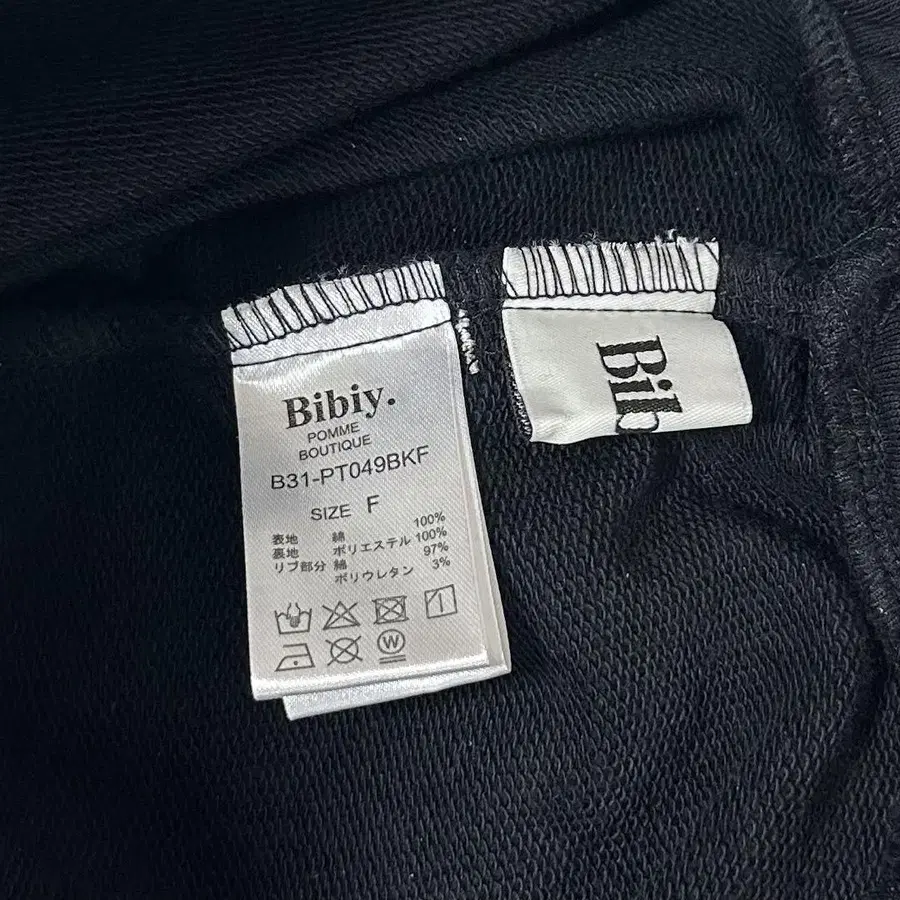 Bibiy.
POMME
BOUTIQUE
B31-PT049BKF
SIZE F
表地 綿 100%
裏地 ポリエステル 100%
リブ部分 綿 97%
ポリウレタン 3%
W
Bib